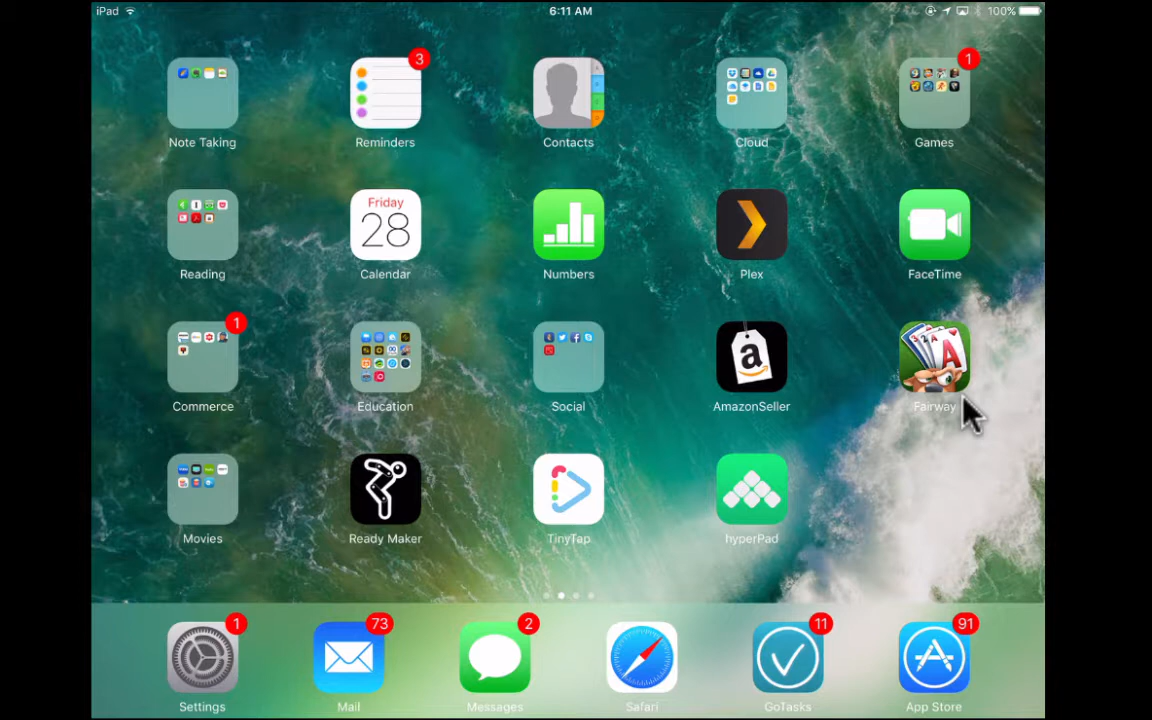 iPad 6:11 AM 100%
3 1
Note Taking Reminders Contacts Cloud Games
Friday
28
Reading Calendar Numbers Plex FaceTime
1
a
A
Commerce Education Social AmazonSeller Fairway
Movies Ready Maker TinyTap hyperPad
1 73 2 11 91
Settings Mail Messages Safari GoTasks App Store